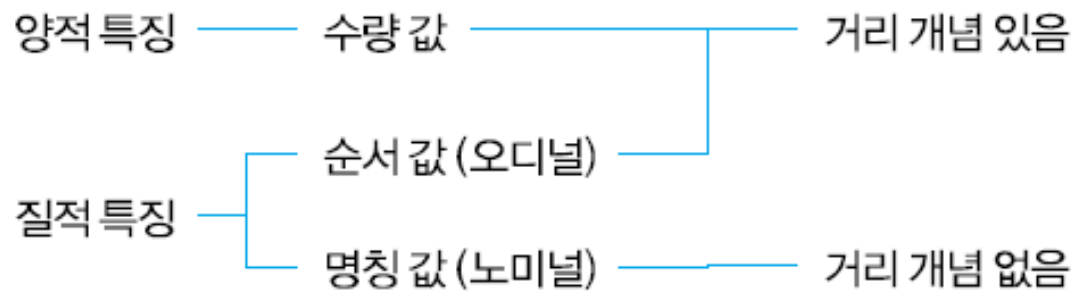 양적 특징 수량 값 거리 개념 있음
순서 값 (오디널)
질적 특징
명칭 값 (노미널) 거리 개념 없음